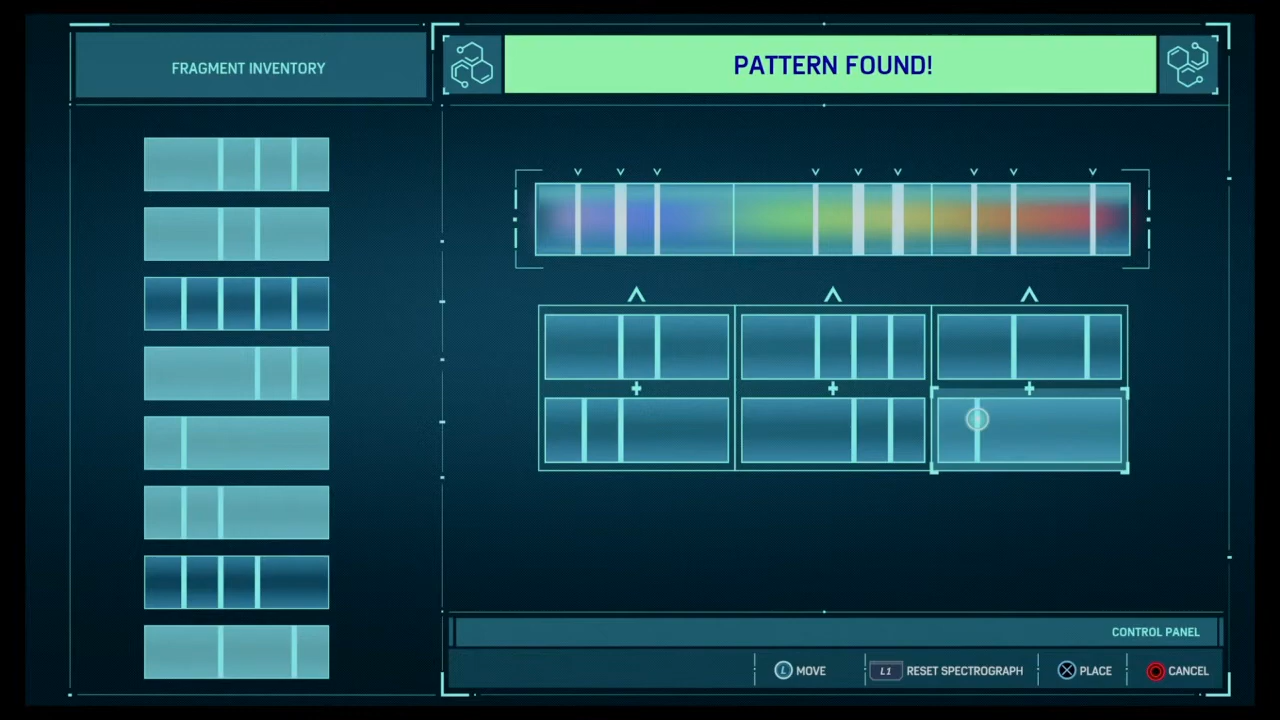 FRAGMENT INVENTORY
PATTERN FOUND!
CONTROL PANEL
L MOVE
L1 RESET SPECTROGRAPH
PLACE
CANCEL